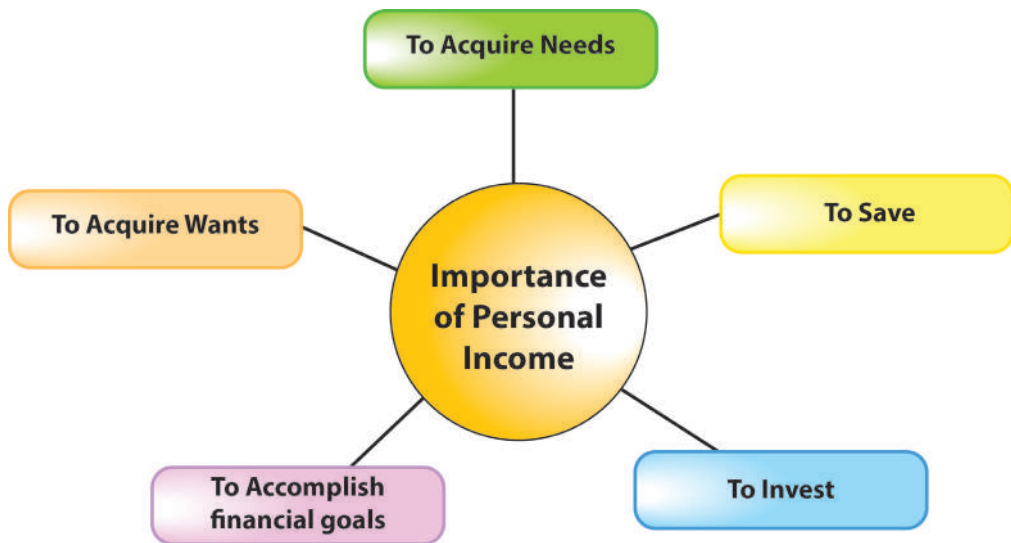 To Acquire Needs
To Acquire Wants
To Save
Importance
of Personal
Income
To Accomplish
financial goals
To Invest